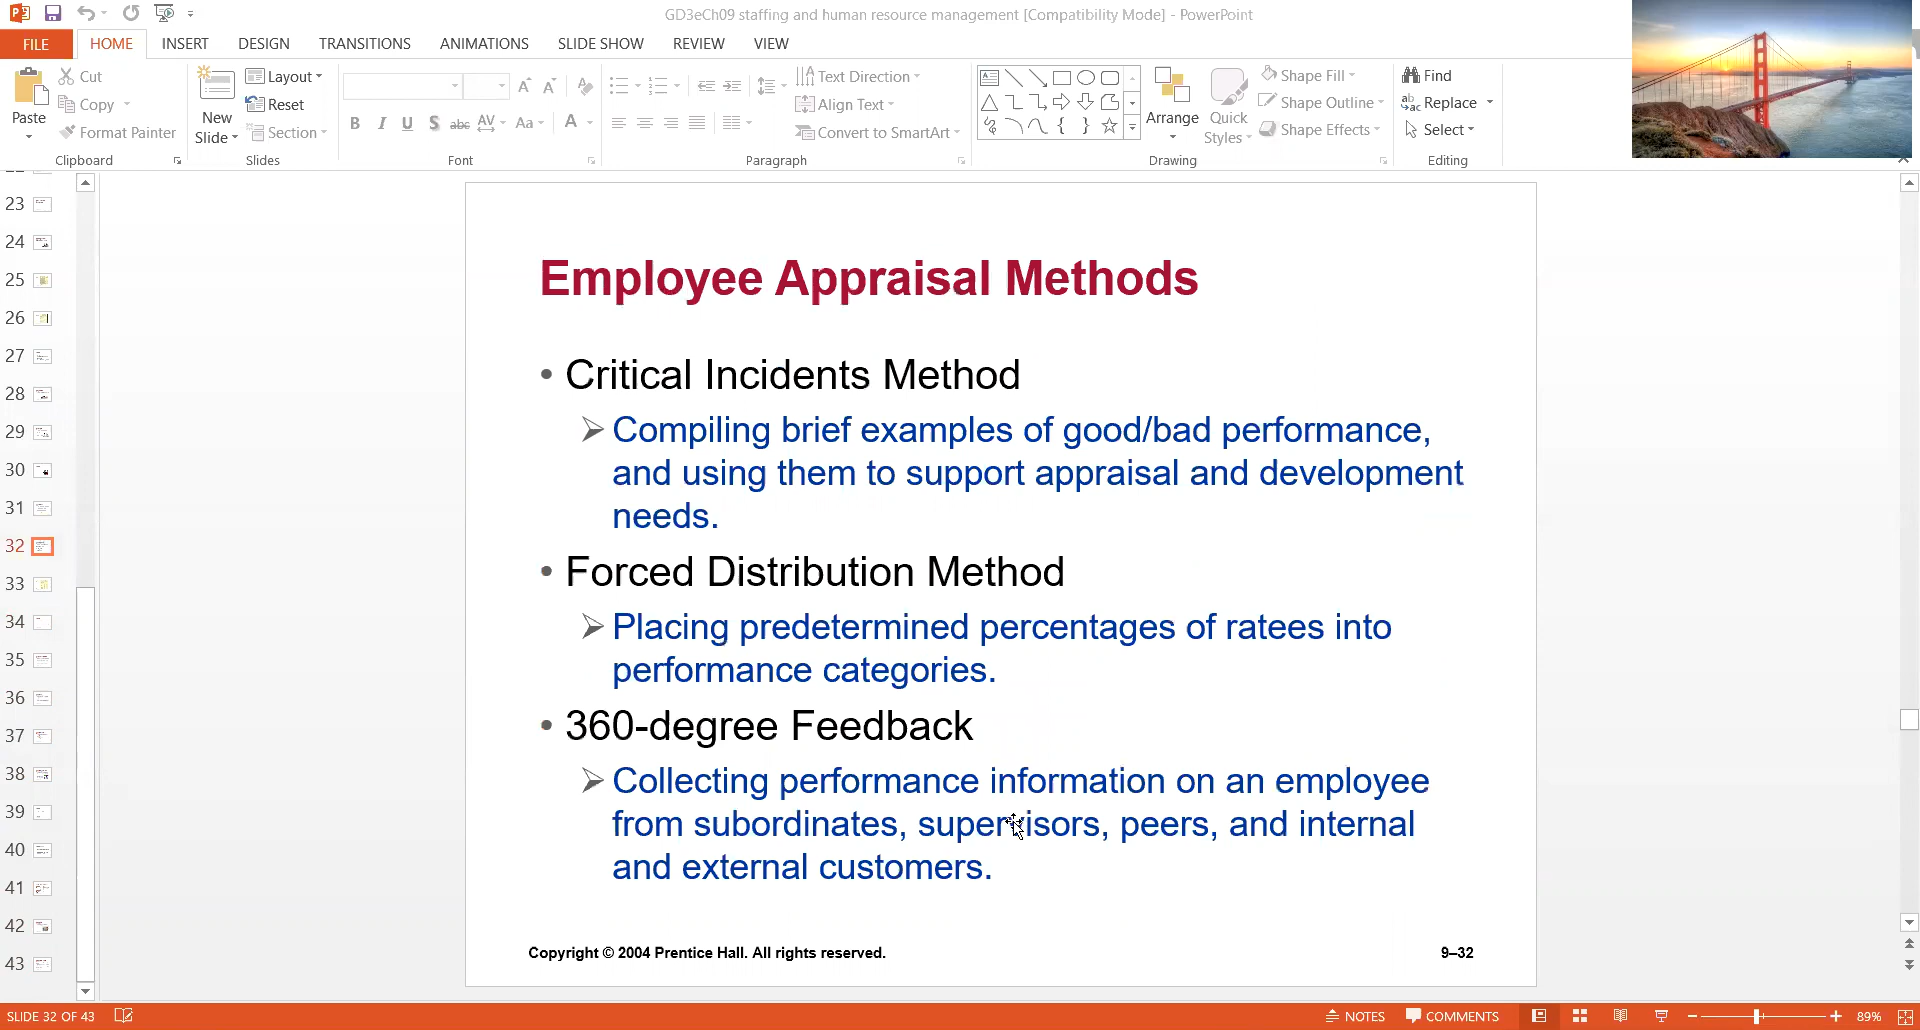 GD3eCh09 staffing and human resource management [Compatibility Mode] - PowerPoint
FILE HOME INSERT DESIGN TRANSITIONS ANIMATIONS SLIDE SHOW REVIEW VIEW
Paste
Cut
Copy
Format Painter
Clipboard
New
Slide
Layout
Reset
Section
Slides
B I U S abc AV Aa A
Font
Text Direction
Align Text
Convert to SmartArt
Paragraph
Arrange
Quick
Styles
Shape Fill
Shape Outline
Shape Effects
Drawing
Find
Replace
Select
Editing
23
24
25
26
27
28
29
30
31
32
33
34
35
36
37
38
39
40
41
42
43
Employee Appraisal Methods
• Critical Incidents Method
➢ Compiling brief examples of good/bad performance,
and using them to support appraisal and development
needs.
• Forced Distribution Method
➢ Placing predetermined percentages of ratees into
performance categories.
• 360-degree Feedback
➢ Collecting performance information on an employee
from subordinates, supervisors, peers, and internal
and external customers.
Copyright © 2004 Prentice Hall. All rights reserved. 9–32
SLIDE 32 OF 43 NOTES COMMENTS 89%